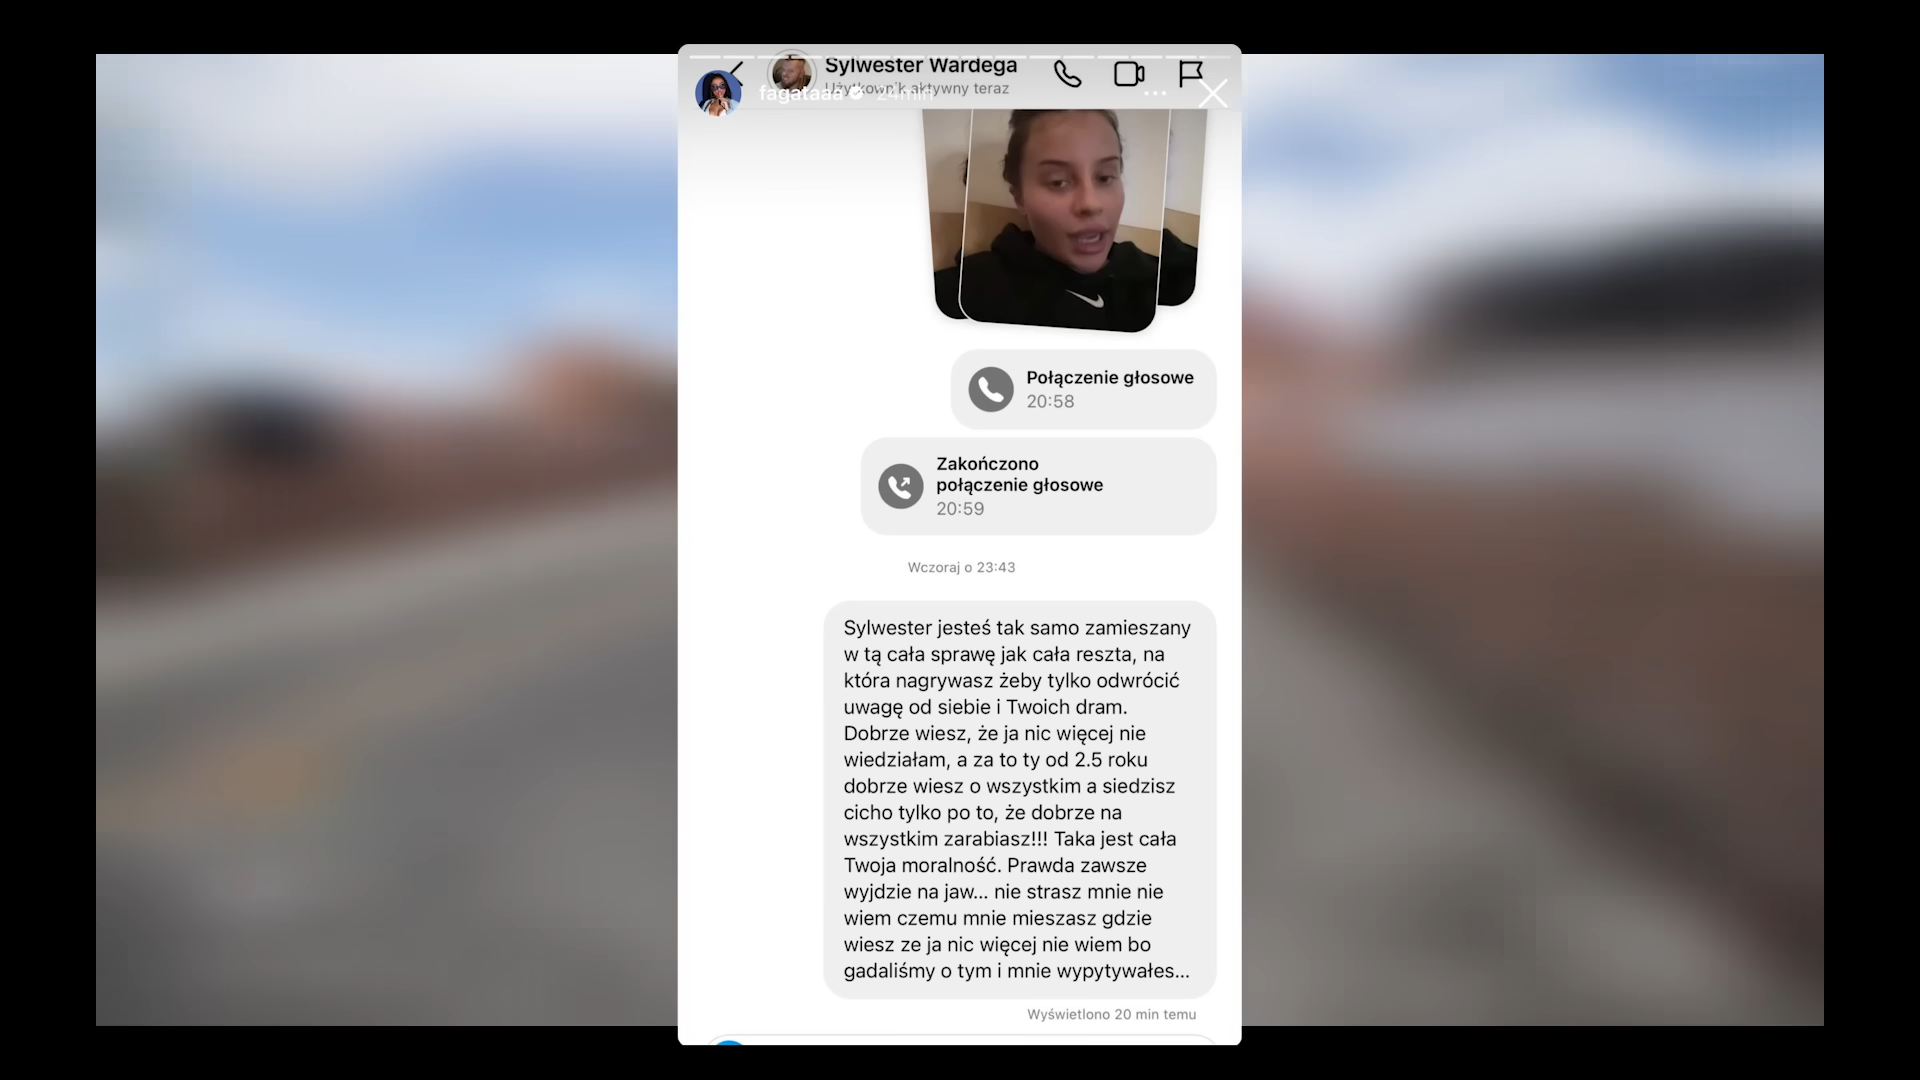 Sylwester Wardega
Użytkownik aktywny teraz
fagataaa 24min
Połączenie głosowe
20:58
Zakończono
połączenie głosowe
20:59
Wczoraj o 23:43
Sylwester jesteś tak samo zamieszany
w tą cała sprawę jak cała reszta, na
która nagrywasz żeby tylko odwrócić
uwagę od siebie i Twoich dram.
Dobrze wiesz, że ja nic więcej nie
wiedziałam, a za to ty od 2.5 roku
dobrze wiesz o wszystkim a siedzisz
cicho tylko po to, że dobrze na
wszystkim zarabiasz!!! Taka jest cała
Twoja moralność. Prawda zawsze
wyjdzie na jaw... nie strasz mnie nie
wiem czemu mnie mieszasz gdzie
wiesz ze ja nic więcej nie wiem bo
gadaliśmy o tym i mnie wypytywałes...
Wyświetlono 20 min temu